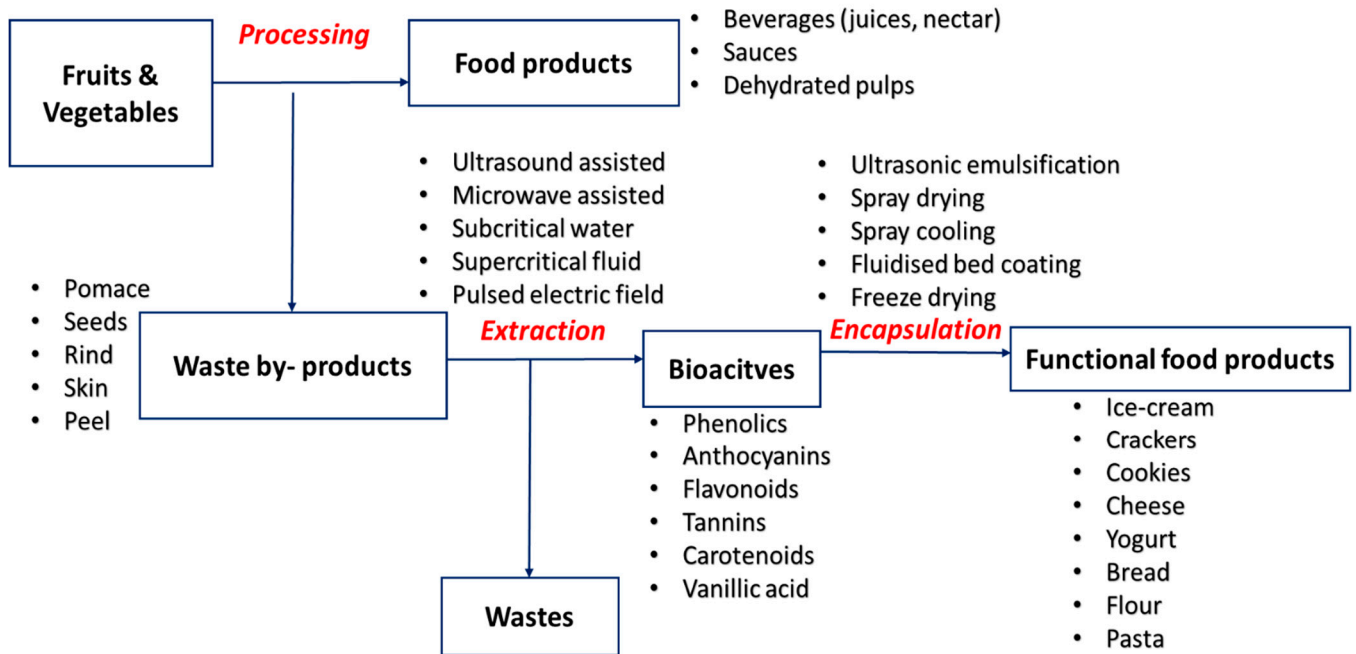 Processing
Fruits &
Vegetables
Food products
• Beverages (juices, nectar)
• Sauces
• Dehydrated pulps
• Ultrasound assisted
• Microwave assisted
• Subcritical water
• Supercritical fluid
• Pulsed electric field
• Ultrasonic emulsification
• Spray drying
• Spray cooling
• Fluidised bed coating
• Freeze drying
• Pomace
• Seeds
• Rind
• Skin
• Peel
Waste by- products
Extraction
Bioacitves
Encapsulation
Functional food products
• Phenolics
• Anthocyanins
• Flavonoids
• Tannins
• Carotenoids
• Vanillic acid
• Ice-cream
• Crackers
• Cookies
• Cheese
• Yogurt
• Bread
• Flour
• Pasta
Wastes